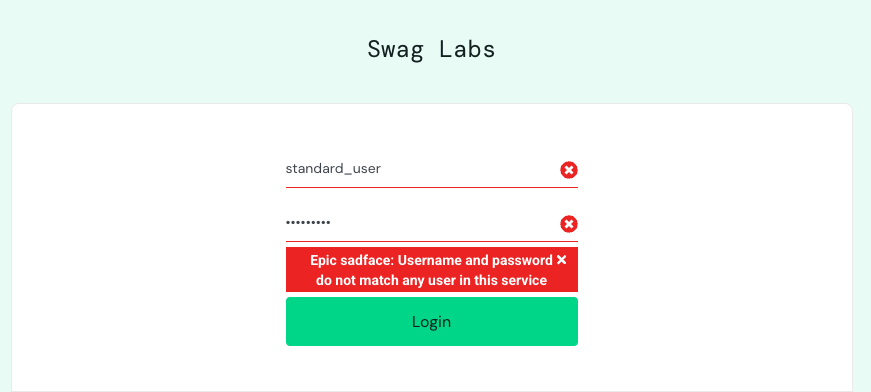 Swag Labs
standard_user
•••••••••
Epic sadface: Username and password
do not match any user in this service
Login